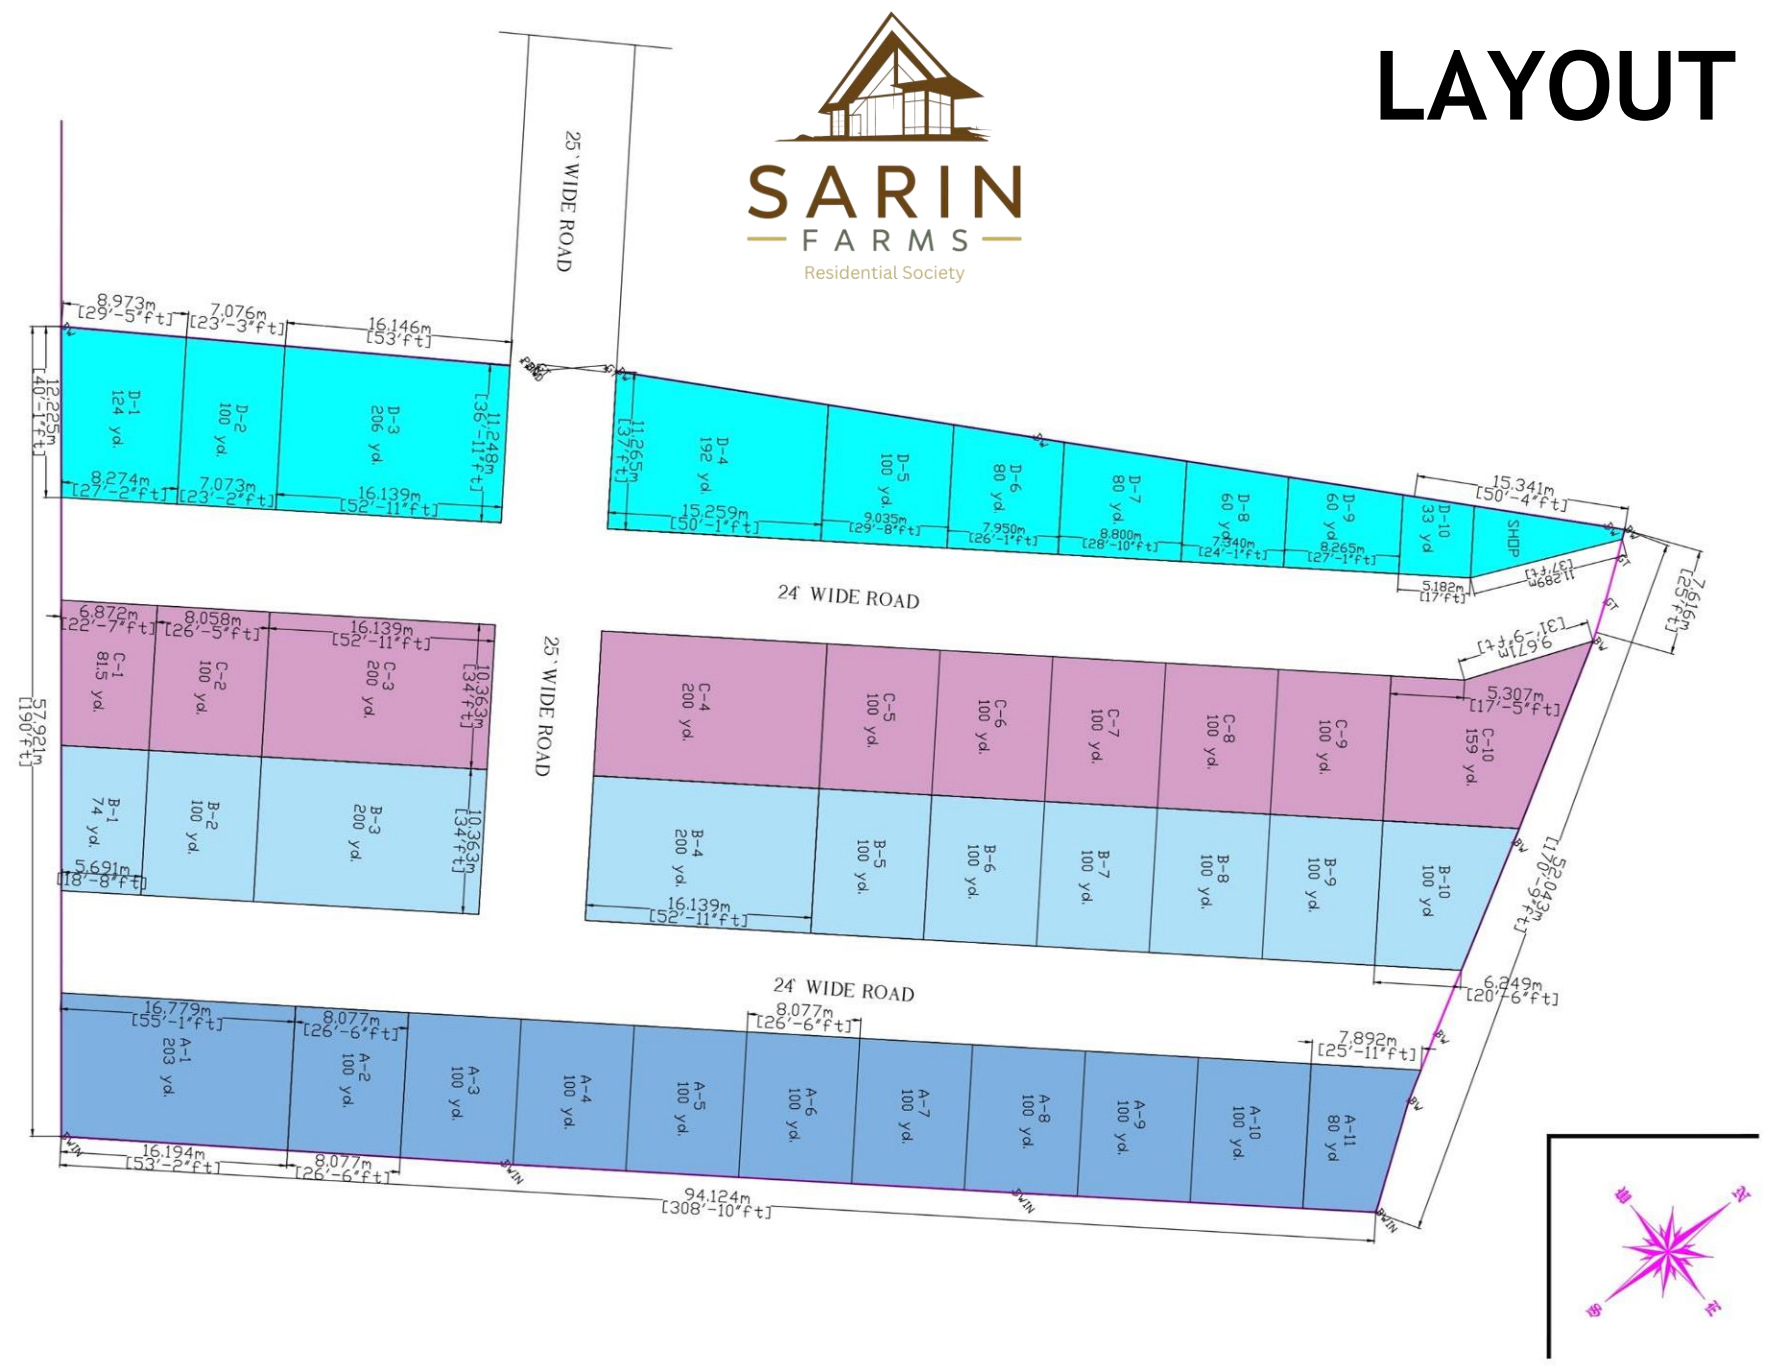 LAYOUT
SARIN
FARMS
Residential Society
25' WIDE ROAD
8.973m
[29'-5"ft]
7.076m
[23'-3"ft]
16.146m
[53'ft]
12.225m
[40'-1"ft]
D-1
124 yd.
D-2
100 yd.
D-3
206 yd.
11.248m
[36'-11"ft]
8.274m
[27'-2"ft]
7.073m
[23'-2"ft]
16.139m
[52'-11"ft]
GT
BW
11.265m
[37'ft]
D-4
192 yd.
D-5
100 yd.
BW
D-6
80 yd.
D-7
80 yd.
D-8
60 yd.
D-9
60 yd.
D-10
33 yd
SHOP
15.341m
[50'-4"ft]
15.259m
[50'-1"ft]
9.035m
[29'-8"ft]
7.950m
[26'-1"ft]
8.800m
[28'-10"ft]
7.340m
[24'-1"ft]
8.265m
[27'-1"ft]
5.182m
[17'ft]
11.289m
[37'ft]
BW
BW
GT
GT
7.616m
[25'ft]
24' WIDE ROAD
9.671m
[31'-9"ft]
BW
6.872m
[22'-7"ft]
8.058m
[26'-5"ft]
16.139m
[52'-11"ft]
C-1
81.5 yd.
C-2
100 yd.
C-3
200 yd.
10.363m
[34'ft]
25' WIDE ROAD
C-4
200 yd.
C-5
100 yd.
C-6
100 yd.
C-7
100 yd.
C-8
100 yd.
C-9
100 yd.
C-10
159 yd.
5.307m
[17'-5"ft]
57.921m
[190'ft]
B-1
74 yd.
B-2
100 yd.
B-3
200 yd.
10.363m
[34'ft]
5.691m
[18'-8"ft]
B-4
200 yd.
B-5
100 yd.
B-6
100 yd.
B-7
100 yd.
B-8
100 yd.
B-9
100 yd.
B-10
100 yd
BW
52.043m
[170'-9"ft]
16.139m
[52'-11"ft]
24' WIDE ROAD
6.249m
[20'-6"ft]
16.779m
[55'-1"ft]
8.077m
[26'-6"ft]
8.077m
[26'-6"ft]
7.892m
[25'-11"ft]
BW
A-1
203 yd.
A-2
100 yd.
A-3
100 yd.
A-4
100 yd.
A-5
100 yd.
A-6
100 yd.
A-7
100 yd.
A-8
100 yd.
A-9
100 yd.
A-10
100 yd.
A-11
80 yd
BW
BWIN
16.194m
[53'-2"ft]
8.077m
[26'-6"ft]
BWIN
94.124m
[308'-10"ft]
BWIN
BWIN
N